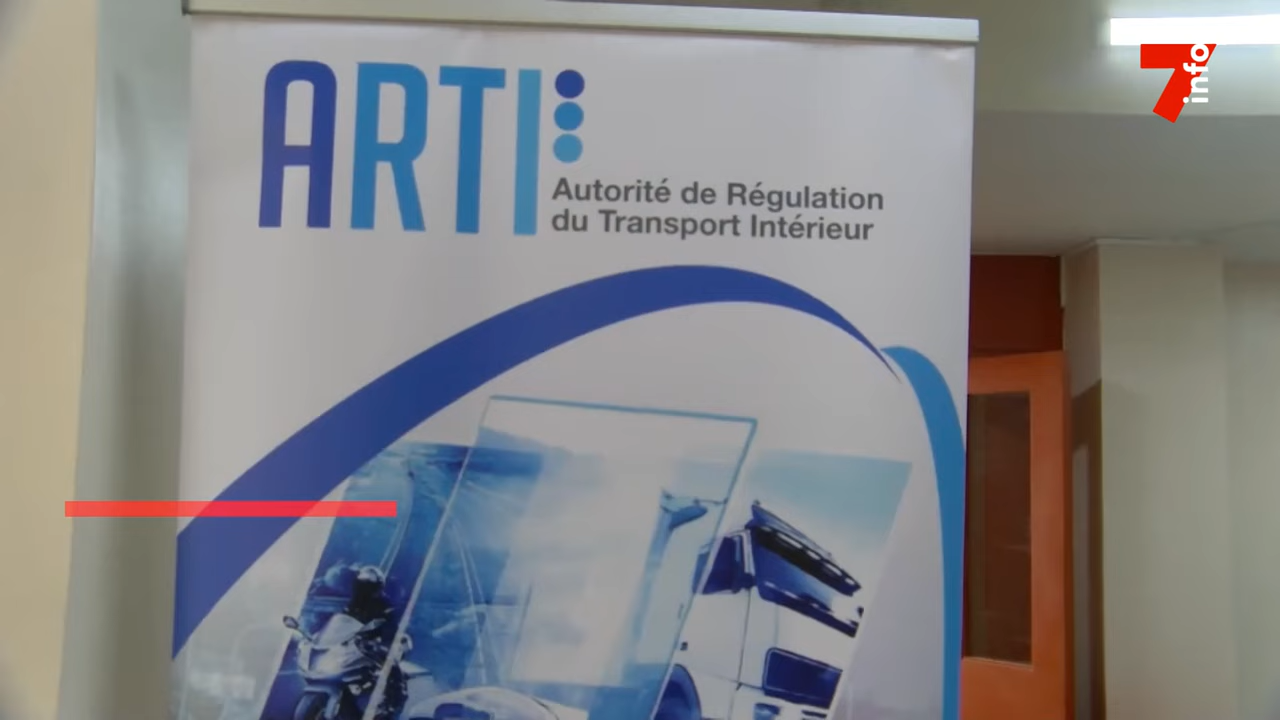 ARTI
Autorité de Régulation
du Transport Intérieur
7info